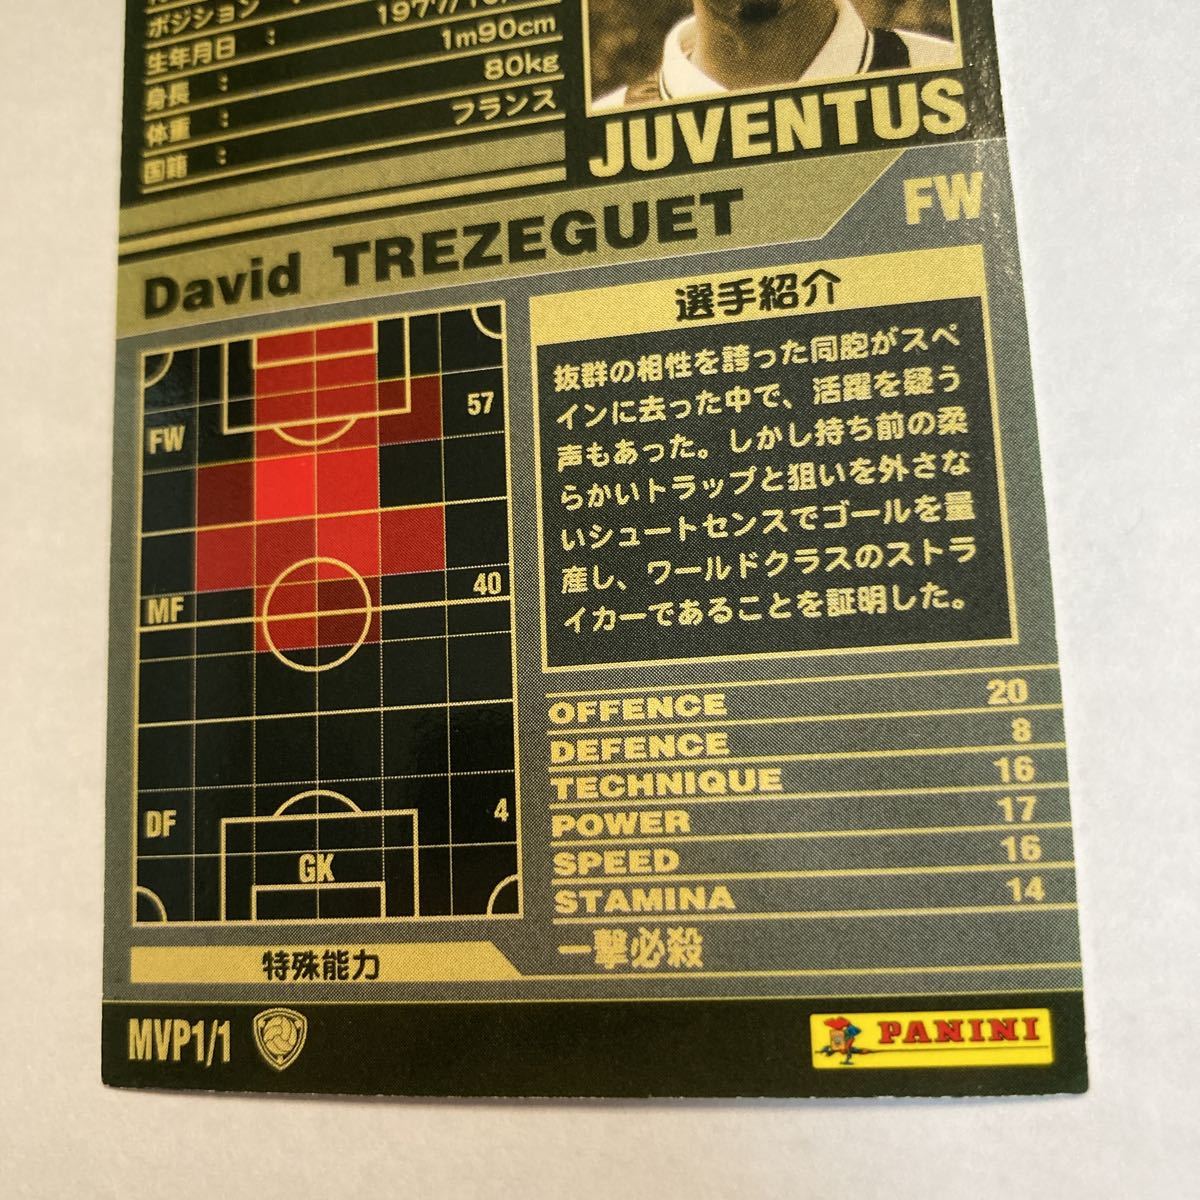 ポジション
生年月日 :
身長 : 1m90cm
体重 : 80kg
国籍 : フランス
JUVENTUS
FW
David TREZEGUET
選手紹介
抜群の相性を誇った同胞がスペ
インに去った中で、活躍を疑う
声もあった。しかし持ち前の柔
らかいトラップと狙いを外さな
いシュートセンスでゴールを量
産し、ワールドクラスのストラ
イカーであることを証明した。
FW 57
MF 40
DF 4
GK
OFFENCE 20
DEFENCE 8
TECHNIQUE 16
POWER 17
SPEED 16
STAMINA 14
特殊能力 一撃必殺
MVP1/1
PANINI